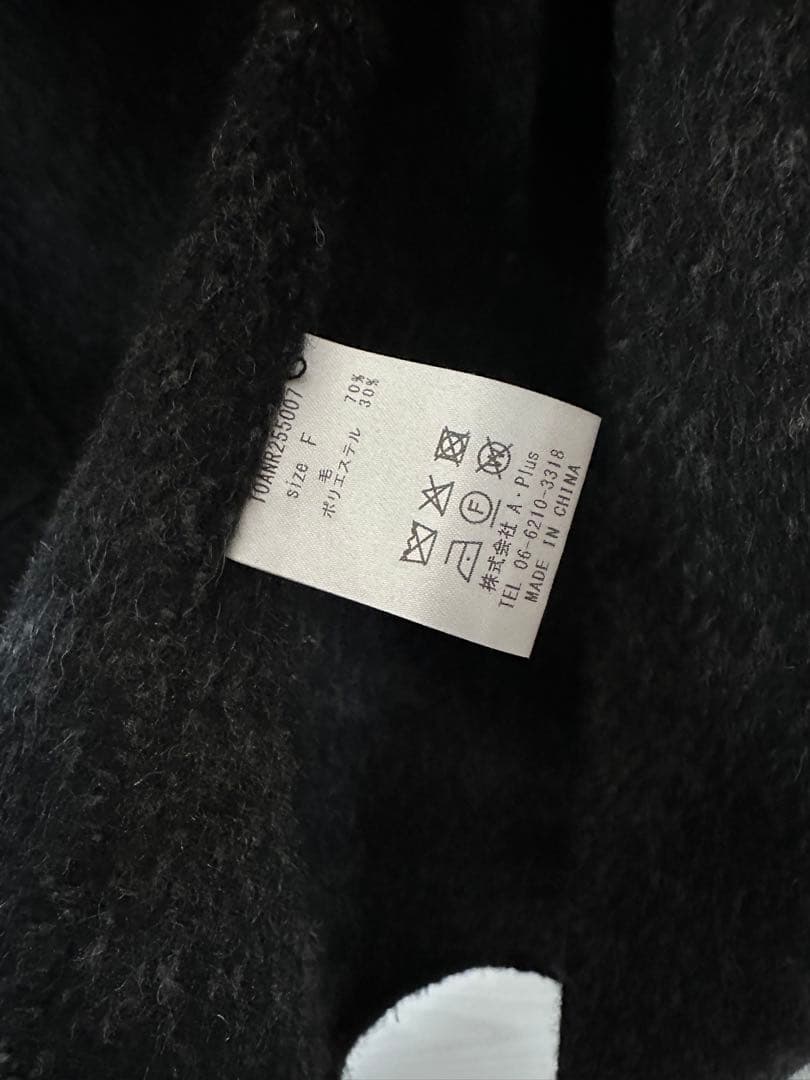 TOANR255007
size F
毛 70%
ポリエステル 30%
F
株式会社 A・Plus
TEL 06-6210-3318
MADE IN CHINA